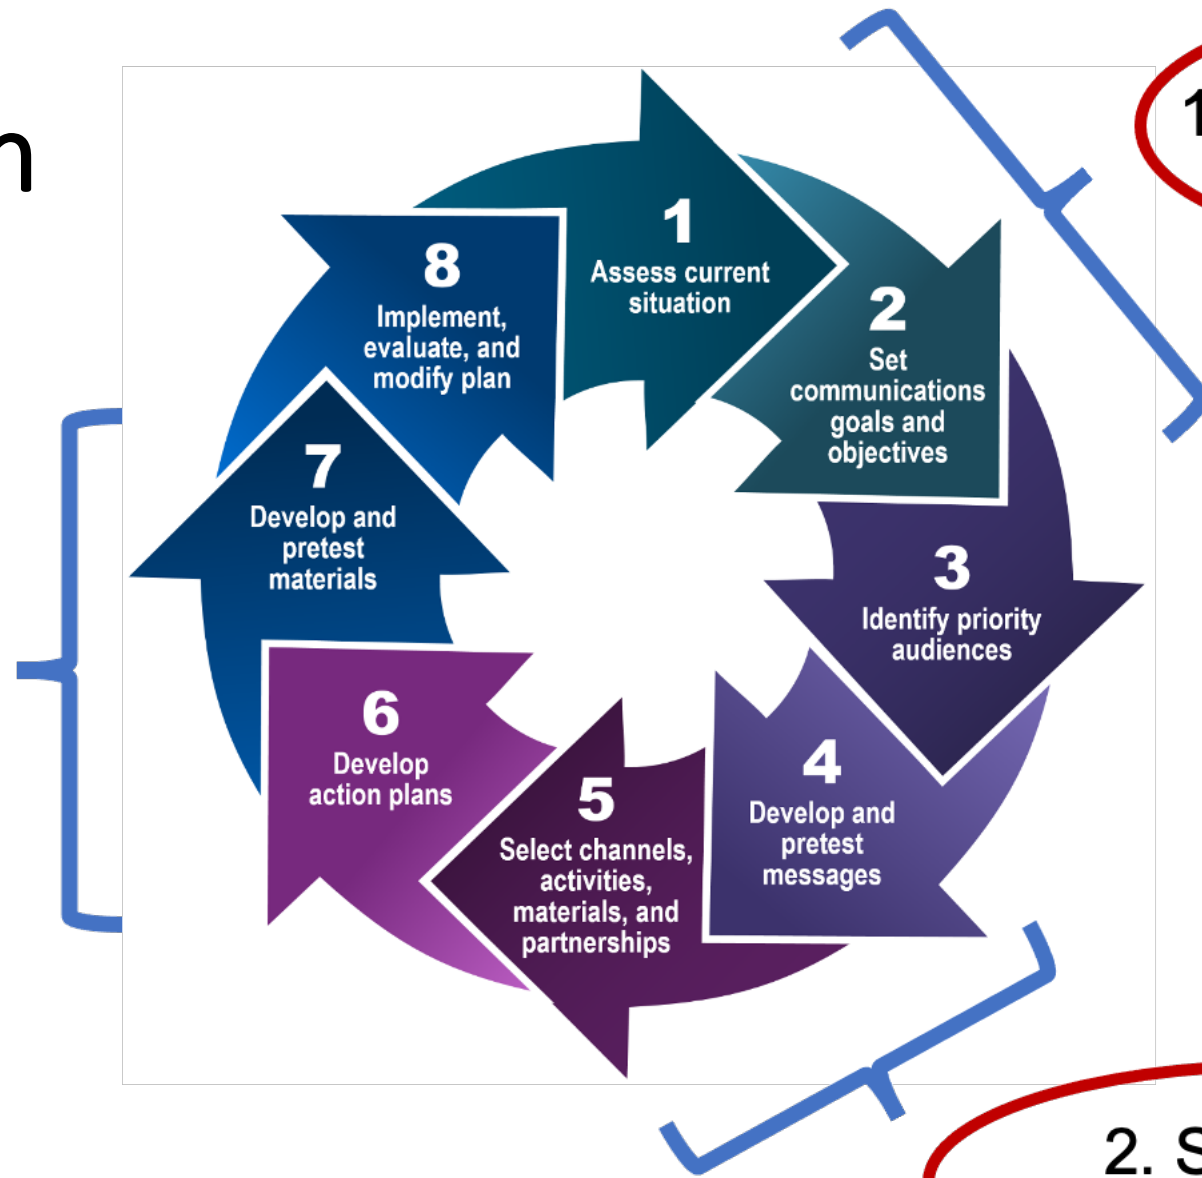 n
1
1
Assess current
situation
2
Set
communications
goals and
objectives
3
Identify priority
audiences
4
Develop and
pretest
messages
5
Select channels,
activities,
materials, and
partnerships
6
Develop
action plans
7
Develop and
pretest
materials
8
Implement,
evaluate, and
modify plan
2. S